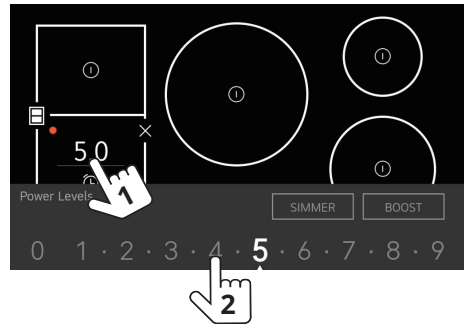 5.0
1
Power Levels
SIMMER
BOOST
0 1 · 2 · 3 · 4 · 5 · 6 · 7 · 8 · 9
2